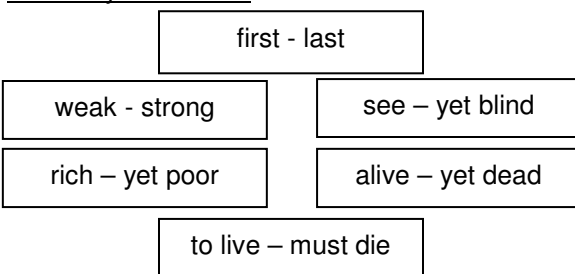 first - last
weak - strong
see – yet blind
rich – yet poor
alive – yet dead
to live – must die